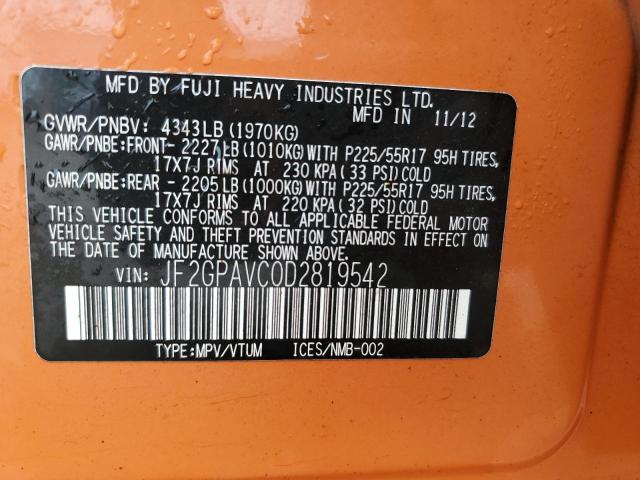 MFD BY FUJI HEAVY INDUSTRIES LTD.
MFD IN 11/12
GVWR/PNBV: 4343LB(1970KG)
GAWR/PNBE:FRONT- 2227LB(1010KG)WITH P225/55R17 95H TIRES,
17X7J RIMS AT 230 KPA(33 PSI)COLD
GAWR/PNBE:REAR - 2205LB(1000KG)WITH P225/55R17 95H TIRES,
17X7J RIMS AT 220 KPA(32 PSI)COLD
THIS VEHICLE CONFORMS TO ALL APPLICABLE FEDERAL MOTOR
VEHICLE SAFETY AND THEFT PREVENTION STANDARDS IN EFFECT ON
THE DATE OF MANUFACTURE SHOWN ABOVE.
VIN: JF2GPAVC0D2819542
TYPE:MPV/VTUM ICES/NMB-002